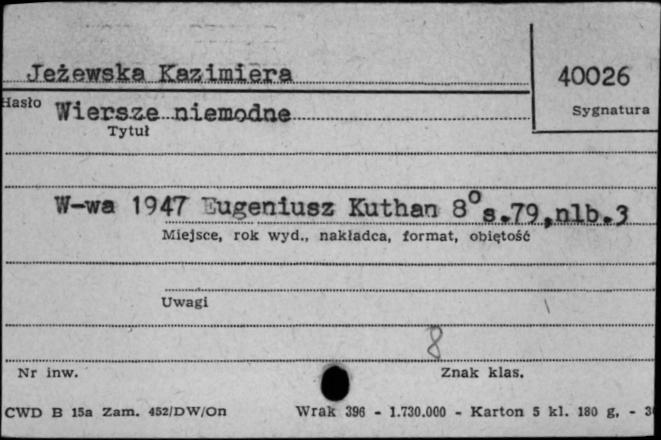 Jeżewska Kazimiera
40026
Hasło
Sygnatura
Wiersze niemodne
Tytuł
W-wa 1947 Eugeniusz Kuthan 8° s.79,nlb.3
Miejsce, rok wyd., nakładca, format, obiętość
Uwagi
8
Nr inw.
Znak klas.
CWD B 15a Zam. 452/DW/On
Wrak 396 - 1.730.000 - Karton 5 kl. 180 g, -